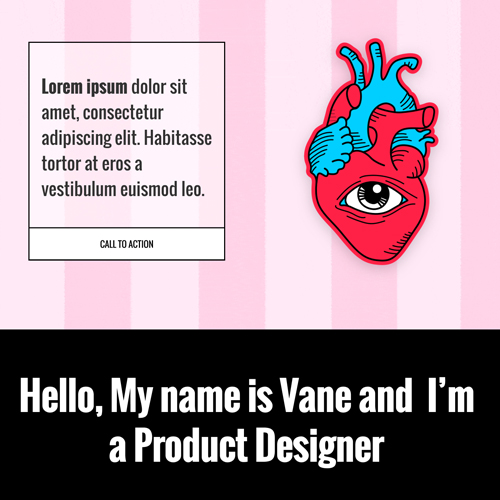 Lorem ipsum dolor sit
amet, consectetur
adipiscing elit. Habitasse
tortor at eros a
vestibulum euismod leo.
CALL TO ACTION
Hello, My name is Vane and  I’m
a Product Designer